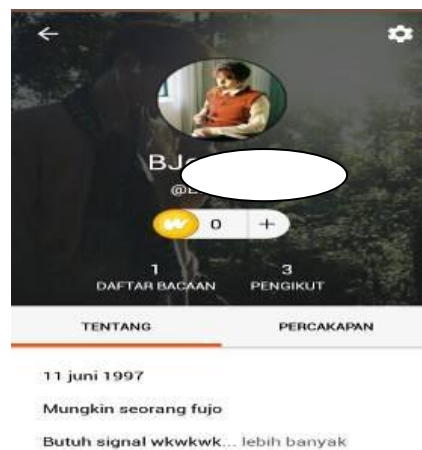 BJ
@
0 +
1 3
DAFTAR BACAAN PENGIKUT
TENTANG PERCAKAPAN
11 juni 1997
Mungkin seorang fujo
Butuh signal wkwkwk... lebih banyak